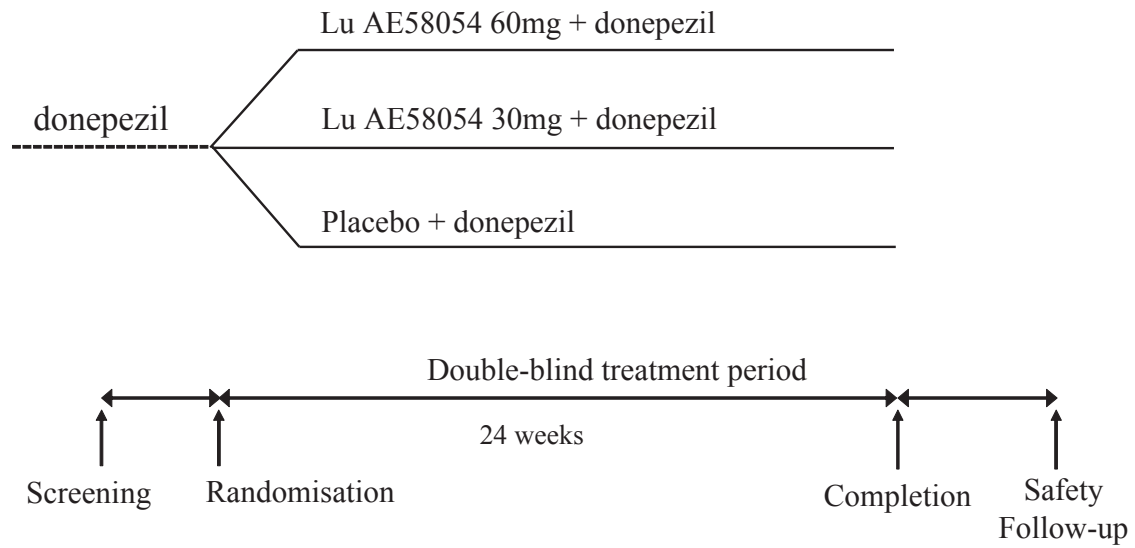 Lu AE58054 60mg + donepezil
donepezil
Lu AE58054 30mg + donepezil
Placebo + donepezil
Double-blind treatment period
24 weeks
Screening
Randomisation
Completion
Safety
Follow-up